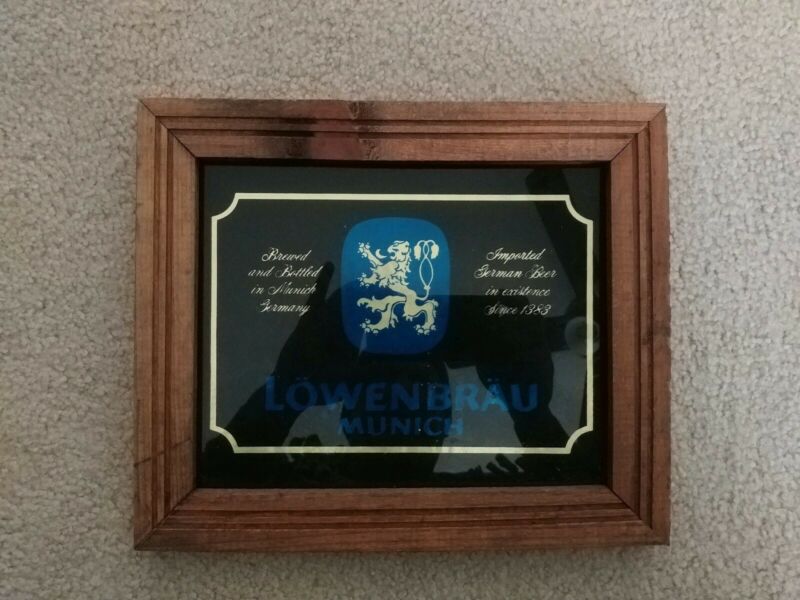 Brewed
and Bottled
in Munich
Germany
Imported
German Beer
in existence
Since 1383
LÖWENBRÄU
MUNICH